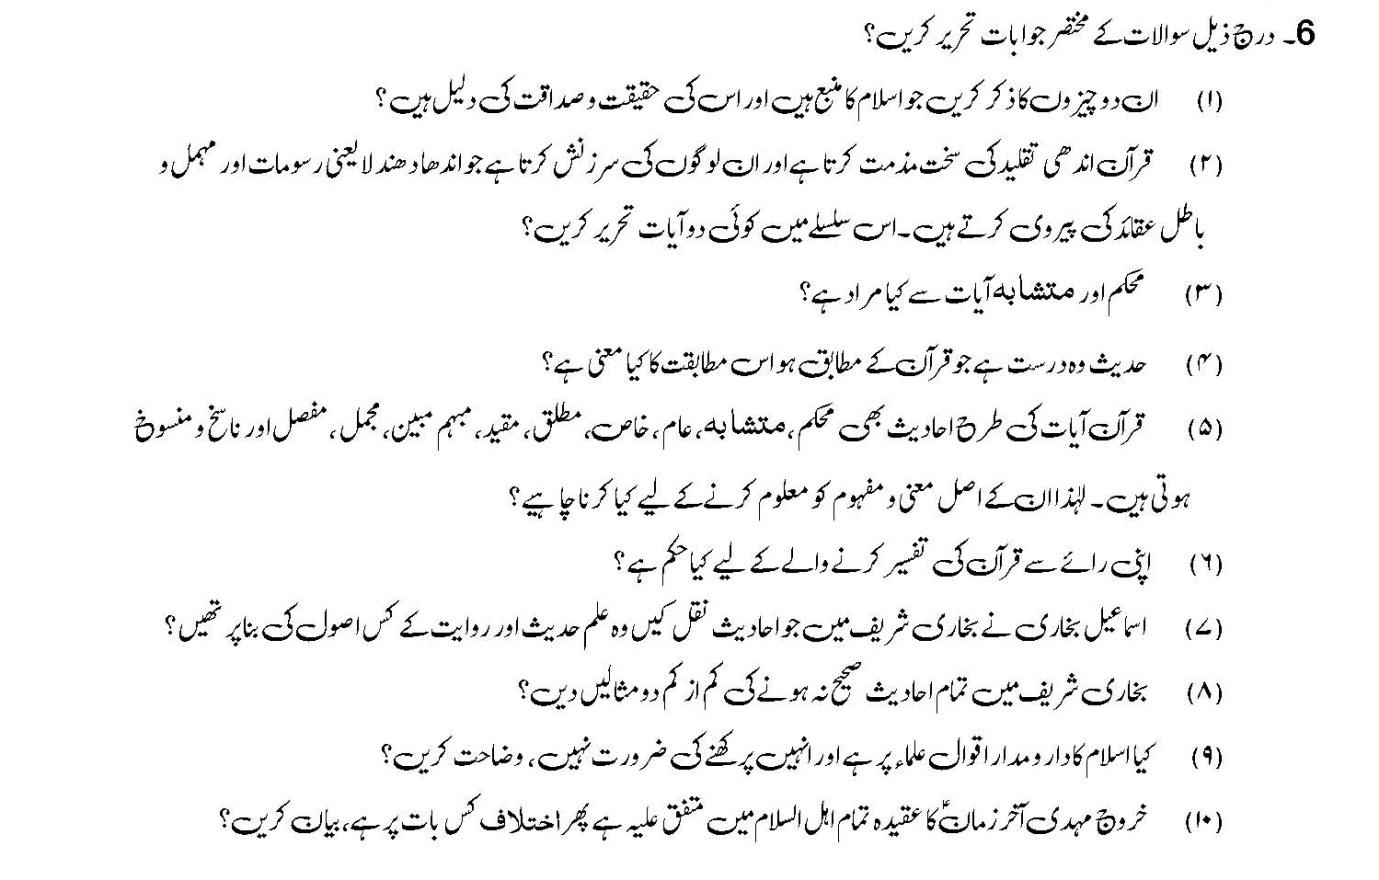 6۔ درج ذیل سوالات کے مختصر جوابات تحریر کریں؟
(۱) ان دو چیزوں کا ذکر کریں جو اسلام کا منبع ہیں اور اس کی حقیقت و صداقت کی دلیل ہیں؟
(۲) قرآن اندھی تقلید کی سخت مذمت کرتا ہے اور ان لوگوں کی سرزنش کرتا ہے جو اندھا دھند لایعنی رسومات اور مہمل و
باطل عقائد کی پیروی کرتے ہیں۔ اس سلسلے میں کوئی دو آیات تحریر کریں؟
(۳) محکم اور متشابہ آیات سے کیا مراد ہے؟
(۴) حدیث وہ درست ہے جو قرآن کے مطابق ہو اس مطابقت کا کیا معنی ہے؟
(۵) قرآن آیات کی طرح احادیث بھی محکم، متشابہ، عام، خاص، مطلق، مقید، مبہم مبین، مجمل، مفصل اور ناسخ و منسوخ
ہوتی ہیں۔ لہٰذا ان کے اصل معنی و مفہوم کو معلوم کرنے کے لیے کیا کرنا چاہیے؟
(۶) اپنی رائے سے قرآن کی تفسیر کرنے والے کے لیے کیا حکم ہے؟
(۷) اسماعیل بخاری نے بخاری شریف میں جو احادیث نقل کیں وہ علم حدیث اور روایت کے کس اصول کی بنا پر تھیں؟
(۸) بخاری شریف میں تمام احادیث صحیح نہ ہونے کی کم از کم دو مثالیں دیں؟
(۹) کیا اسلام کا دارومدار اقوال علماء پر ہے اور انہیں پرکھنے کی ضرورت نہیں، وضاحت کریں؟
(۱۰) خروج مہدی آخر زمانؑ کا عقیدہ تمام اہل السلام میں متفق علیہ ہے پھر اختلاف کس بات پر ہے، بیان کریں؟